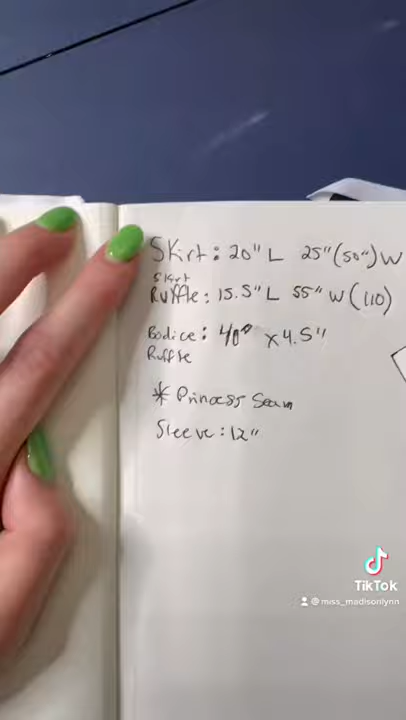 Skirt: 20" L 25" (50") W
Skirt
Ruffle: 15.5" L 55" W (110)
Bodice: 40" x 4.5"
Ruffle
* Princess Seam
Sleeve: 12"
TikTok
@miss_madisonlynn